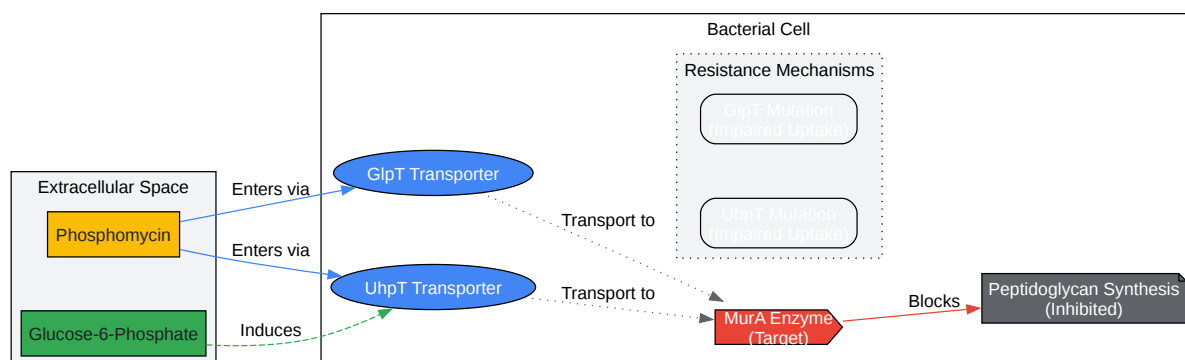 Bacterial Cell
Resistance Mechanisms
GlpT Mutation
(Impaired Uptake)
UhpT Mutation
(Impaired Uptake)
Extracellular Space
Phosphomycin
Glucose-6-Phosphate
Enters via
Enters via
Induces
GlpT Transporter
UhpT Transporter
Transport to
Transport to
MurA Enzyme
(Target)
Blocks
Peptidoglycan Synthesis
(Inhibited)